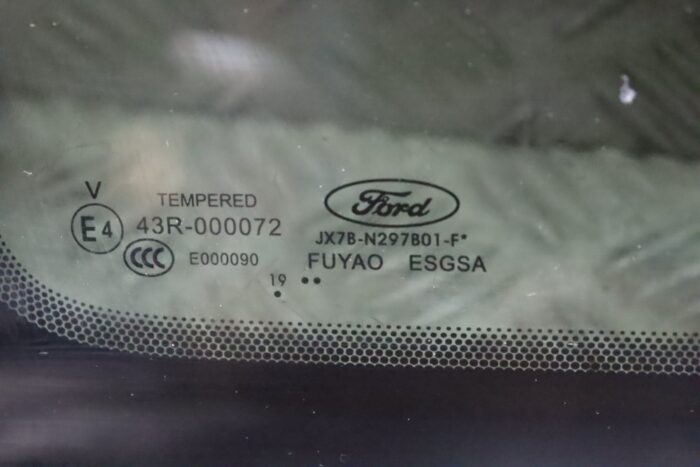 V
E4
TEMPERED
43R-000072
CCC E000090
19
Ford
JX7B-N297B01-F*
FUYAO ESGSA